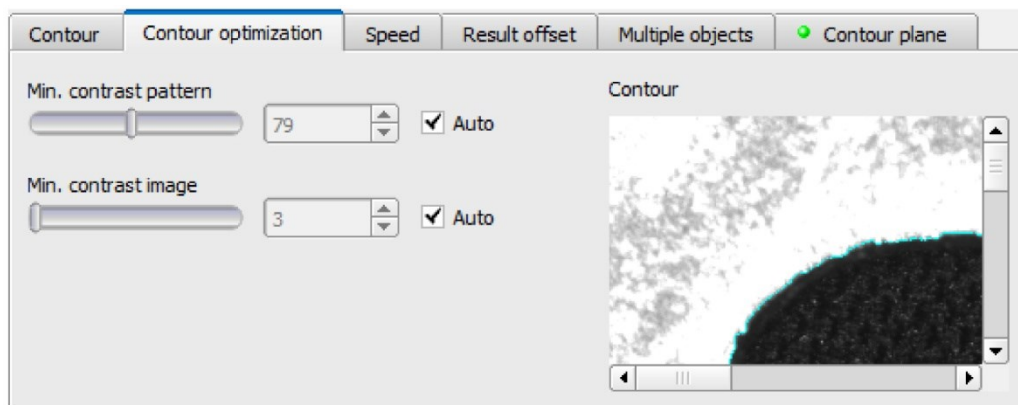 Contour Contour optimization Speed Result offset Multiple objects Contour plane
Min. contrast pattern
79 Auto
Min. contrast image
3 Auto
Contour